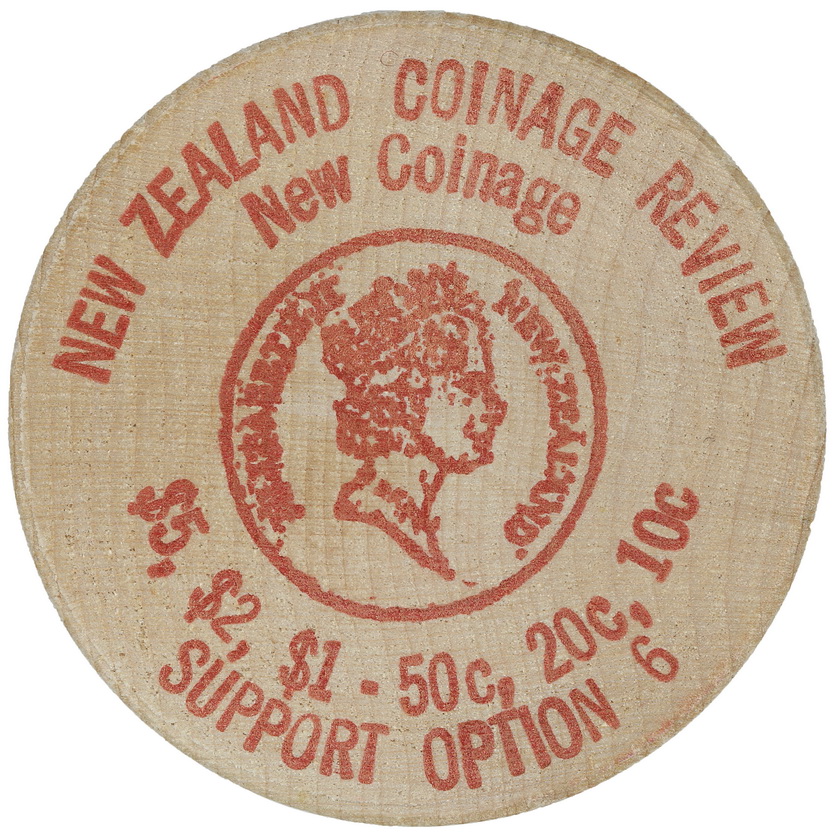 NEW ZEALAND COINAGE REVIEW
New Coinage
NEW ZEALAND.
$5, $2, $1 - 50c, 20c, 10c
SUPPORT OPTION 6